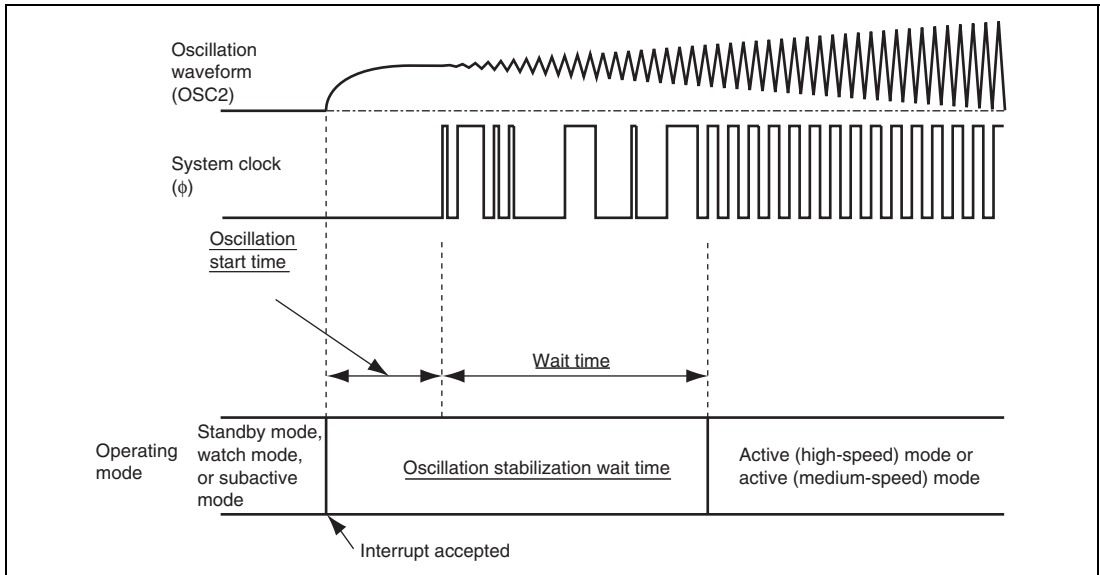 Oscillation
waveform
(OSC2)
System clock
(ϕ)
Oscillation
start time
Wait time
Operating
mode
Standby mode,
watch mode,
or subactive
mode
Oscillation stabilization wait time
Active (high-speed) mode or
active (medium-speed) mode
Interrupt accepted